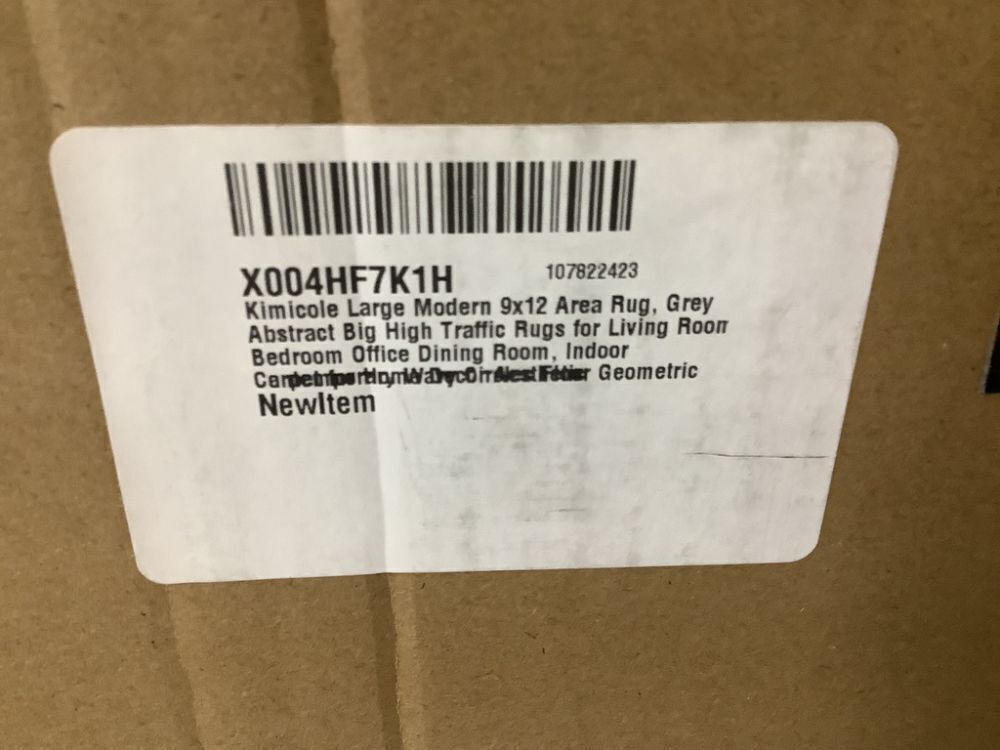 X004HF7K1H 107822423
Kimicole Large Modern 9x12 Area Rug, Grey
Abstract Big High Traffic Rugs for Living Room
Bedroom Office Dining Room, Indoor
Geometric
NewItem